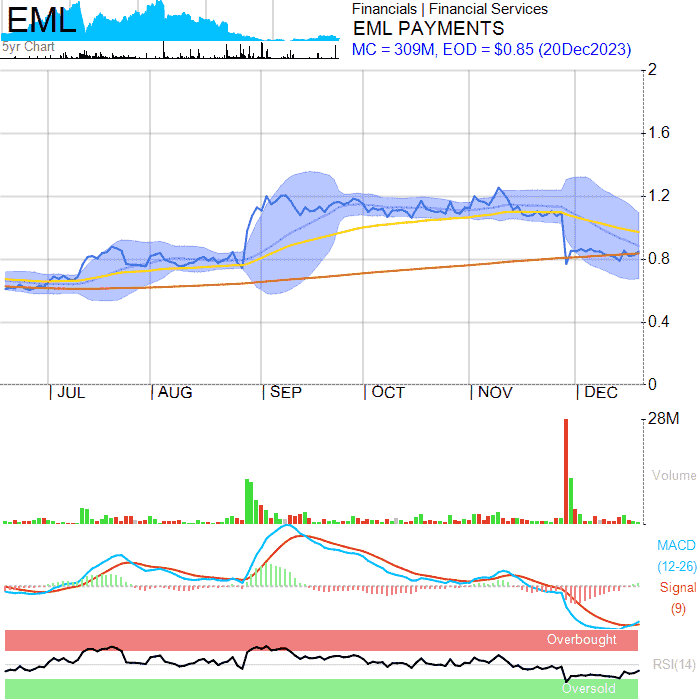 EML
5yr Chart
Financials | Financial Services
EML PAYMENTS
MC = 309M, EOD = $0.85 (20Dec2023)
2
1.6
1.2
0.8
0.4
0
| JUL | AUG | SEP | OCT | NOV | DEC
28M
Volume
MACD
(12-26)
Signal
(9)
Overbought
RSI(14)
Oversold